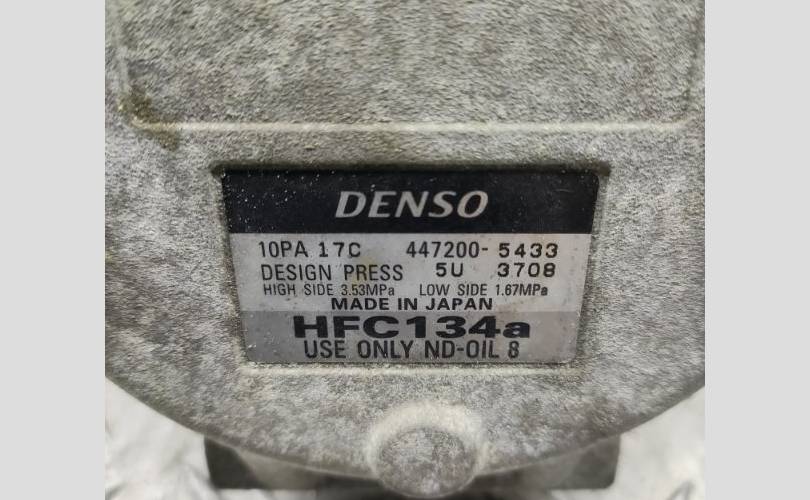 DENSO
10PA 17C 447200-5433
DESIGN PRESS 5U 3708
HIGH SIDE 3.53MPa LOW SIDE 1.67MPa
MADE IN JAPAN
HFC134a
USE ONLY ND-OIL 8